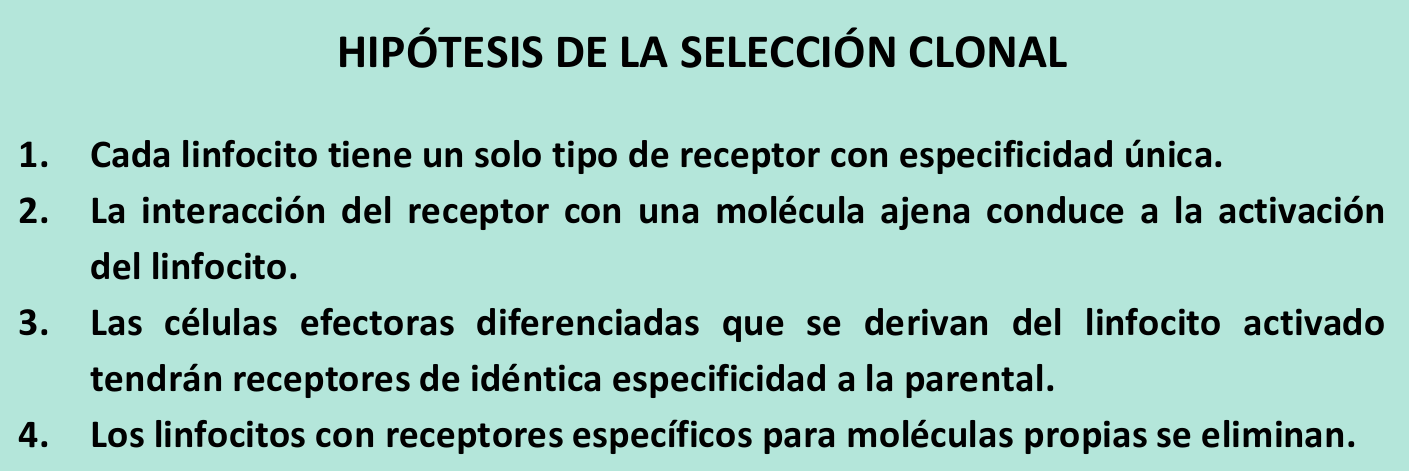 HIPÓTESIS DE LA SELECCIÓN CLONAL
1. Cada linfocito tiene un solo tipo de receptor con especificidad única.
2. La interacción del receptor con una molécula ajena conduce a la activación
del linfocito.
3. Las células efectoras diferenciadas que se derivan del linfocito activado
tendrán receptores de idéntica especificidad a la parental.
4. Los linfocitos con receptores específicos para moléculas propias se eliminan.